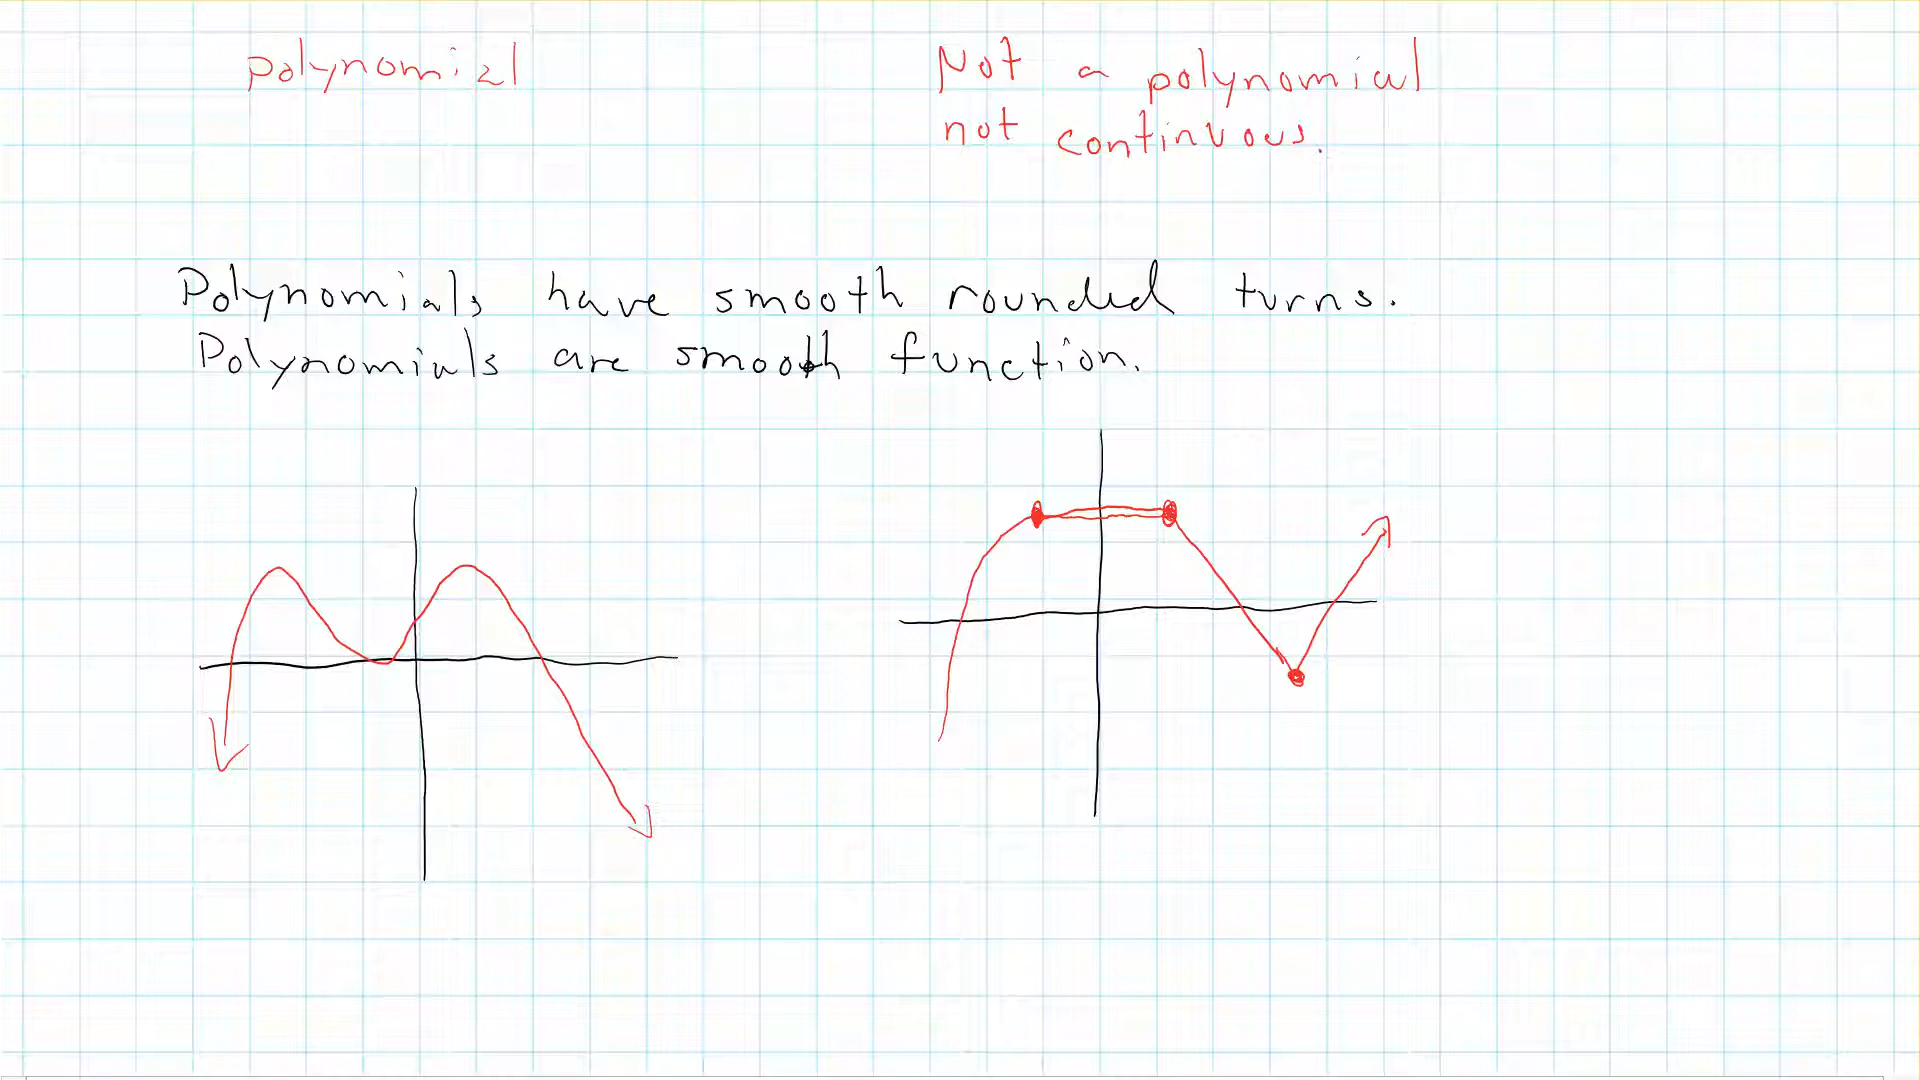 polynomial
Not a polynomial
not continuous.
Polynomials have smooth rounded turns.
Polynomials are smooth function.